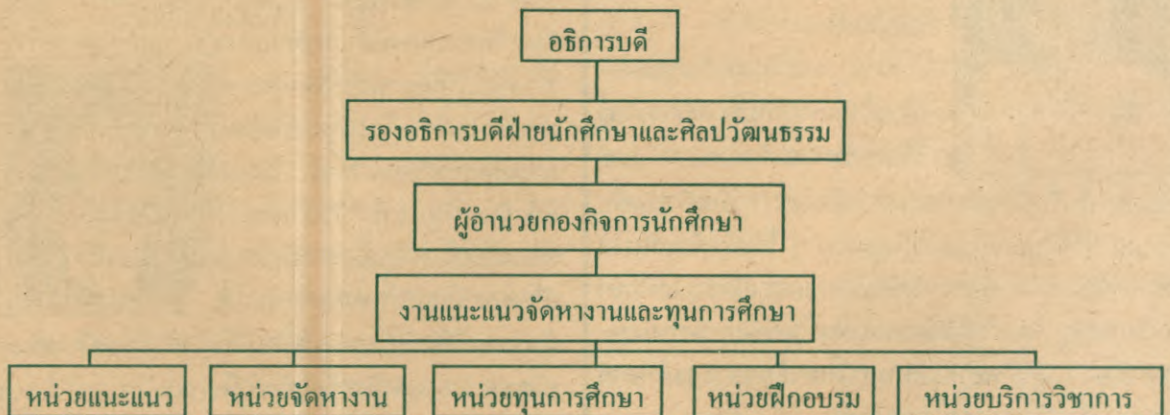 อธิการบดี
รองอธิการบดีฝ่ายนักศึกษาและศิลปวัฒนธรรม
ผู้อำนวยกองกิจการนักศึกษา
งานแนะแนวจัดหางานและทุนการศึกษา
หน่วยแนะแนว หน่วยจัดหางาน หน่วยทุนการศึกษา หน่วยฝึกอบรม หน่วยบริการวิชาการ